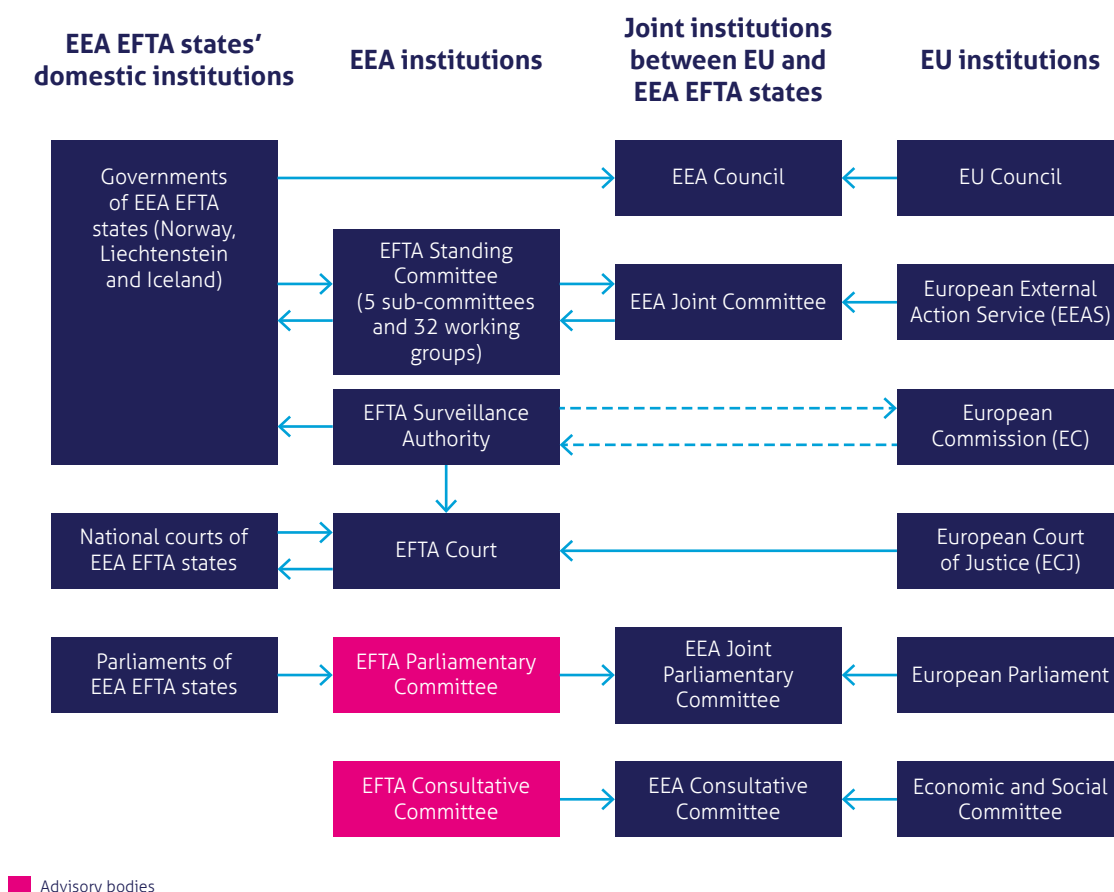 EEA EFTA states’
domestic institutions
EEA institutions
Joint institutions
between EU and
EEA EFTA states
EU institutions
Governments
of EEA EFTA
states (Norway,
Liechtenstein
and Iceland)
EEA Council
EU Council
EFTA Standing
Committee
(5 sub-committees
and 32 working
groups)
EEA Joint Committee
European External
Action Service (EEAS)
EFTA Surveillance
Authority
European
Commission (EC)
National courts of
EEA EFTA states
EFTA Court
European Court
of Justice (ECJ)
Parliaments of
EEA EFTA states
EFTA Parliamentary
Committee
EEA Joint
Parliamentary
Committee
European Parliament
EFTA Consultative
Committee
EEA Consultative
Committee
Economic and Social
Committee
Advisory bodies